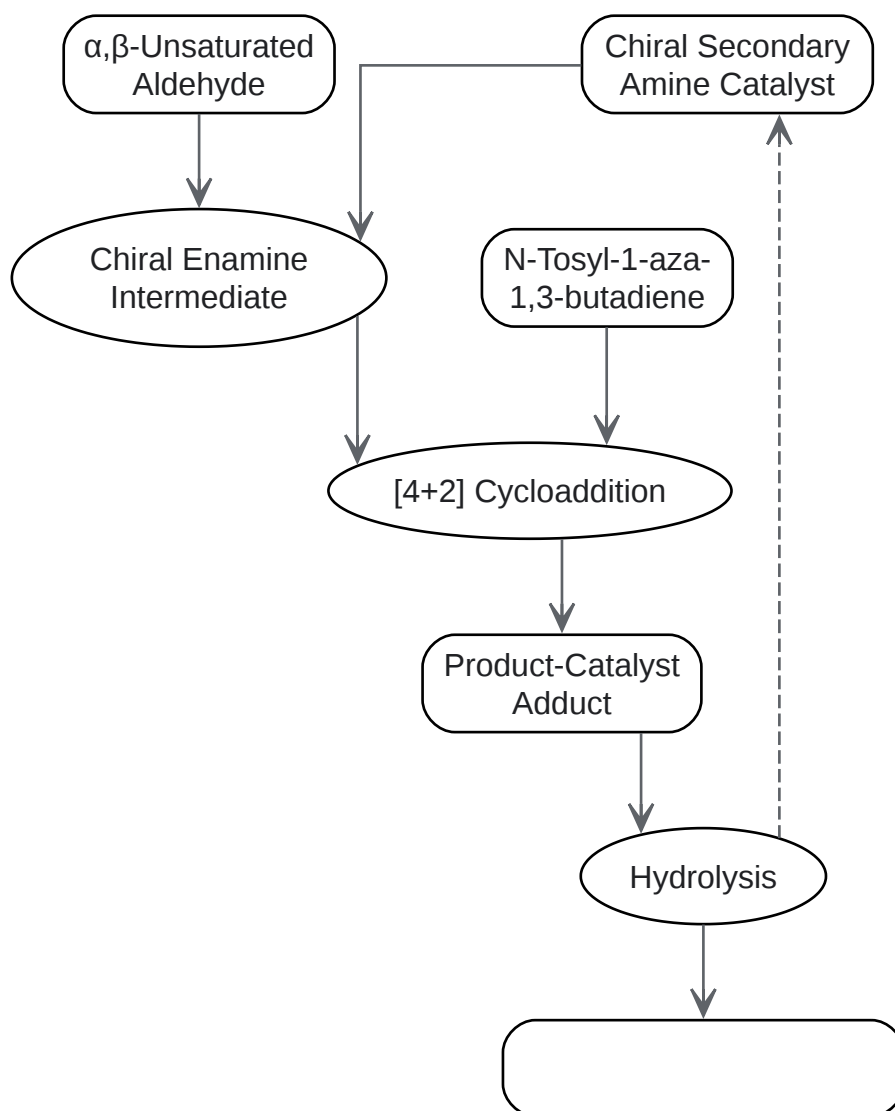 α,β-Unsaturated
Aldehyde
Chiral Secondary
Amine Catalyst
Chiral Enamine
Intermediate
N-Tosyl-1-aza-
1,3-butadiene
[4+2] Cycloaddition
Product-Catalyst
Adduct
Hydrolysis